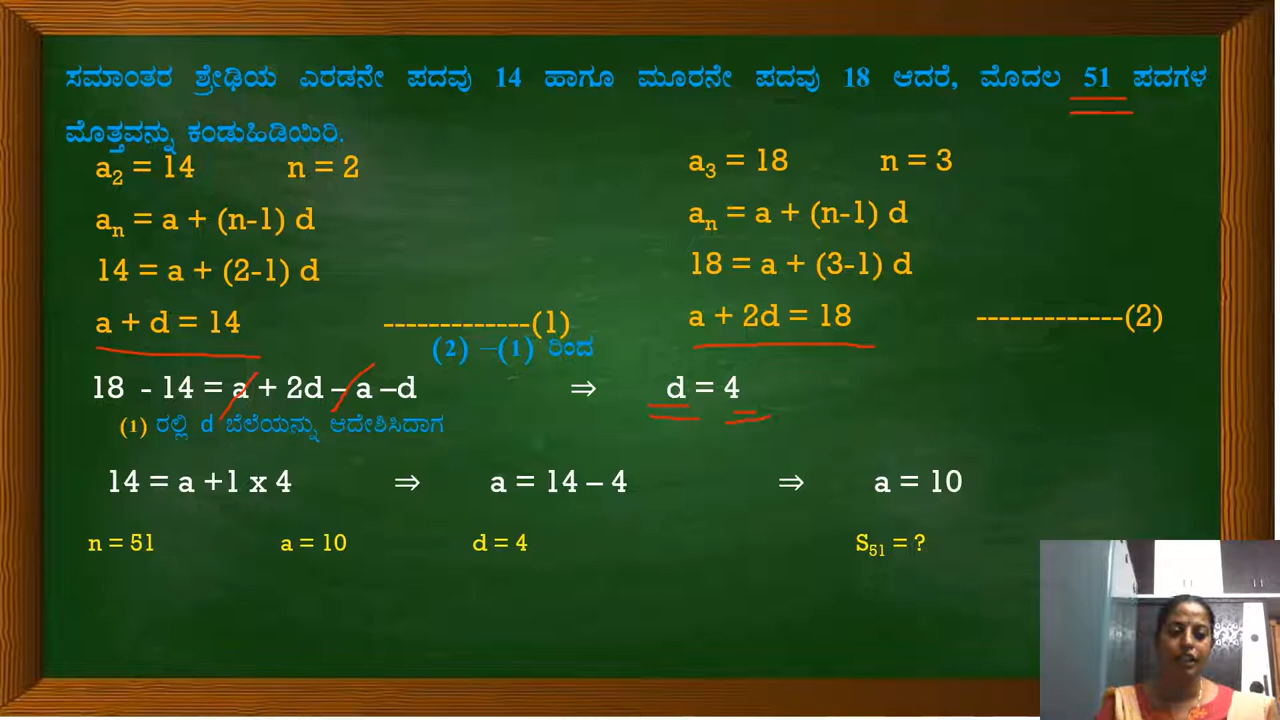 ಸಮಾಂತರ ಶ್ರೇಢಿಯ ಎರಡನೇ ಪದವು 14 ಹಾಗೂ ಮೂರನೇ ಪದವು 18 ಆದರೆ, ಮೊದಲ 51 ಪದಗಳ
ಮೊತ್ತವನ್ನು ಕಂಡುಹಿಡಿಯಿರಿ.
a₂ = 14 n = 2
aₙ = a + (n-1) d
14 = a + (2-1) d
a + d = 14 -------------(1)
a₃ = 18 n = 3
aₙ = a + (n-1) d
18 = a + (3-1) d
a + 2d = 18 -------------(2)
(2) –(1) ರಿಂದ
18 - 14 = a + 2d – a –d ⇒ d = 4
(1) ರಲ್ಲಿ d ಬೆಲೆಯನ್ನು ಆದೇಶಿಸಿದಾಗ
14 = a +1 x 4 ⇒ a = 14 – 4 ⇒ a = 10
n = 51 a = 10 d = 4 S₅₁ = ?